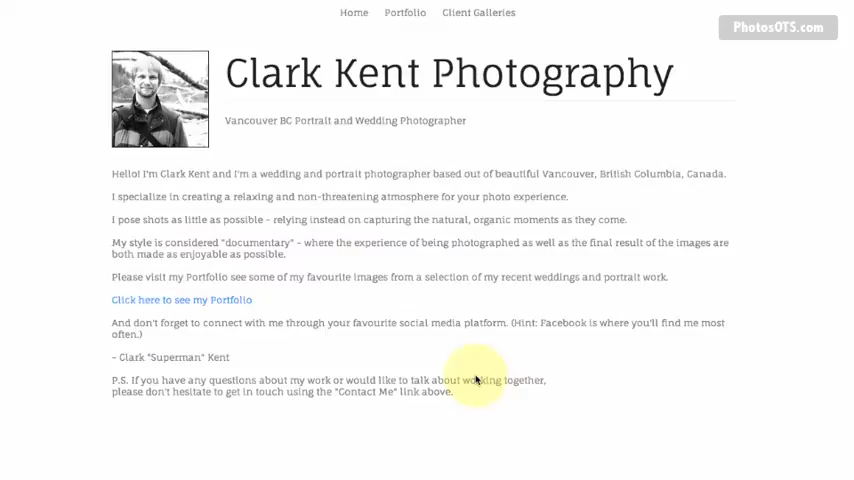 Home Portfolio Client Galleries
PhotosOTS.com
Clark Kent Photography
Vancouver BC Portrait and Wedding Photographer
Hello! I'm Clark Kent and I'm a wedding and portrait photographer based out of beautiful Vancouver, British Columbia, Canada.
I specialize in creating a relaxing and non-threatening atmosphere for your photo experience.
I pose shots as little as possible - relying instead on capturing the natural, organic moments as they come.
My style is considered "documentary" - where the experience of being photographed as well as the final result of the images are
both made as enjoyable as possible.
Please visit my Portfolio see some of my favourite images from a selection of my recent weddings and portrait work.
Click here to see my Portfolio
And don't forget to connect with me through your favourite social media platform. (Hint: Facebook is where you'll find me most
often.)
- Clark "Superman" Kent
P.S. If you have any questions about my work or would like to talk about working together,
please don't hesitate to get in touch using the "Contact Me" link above.